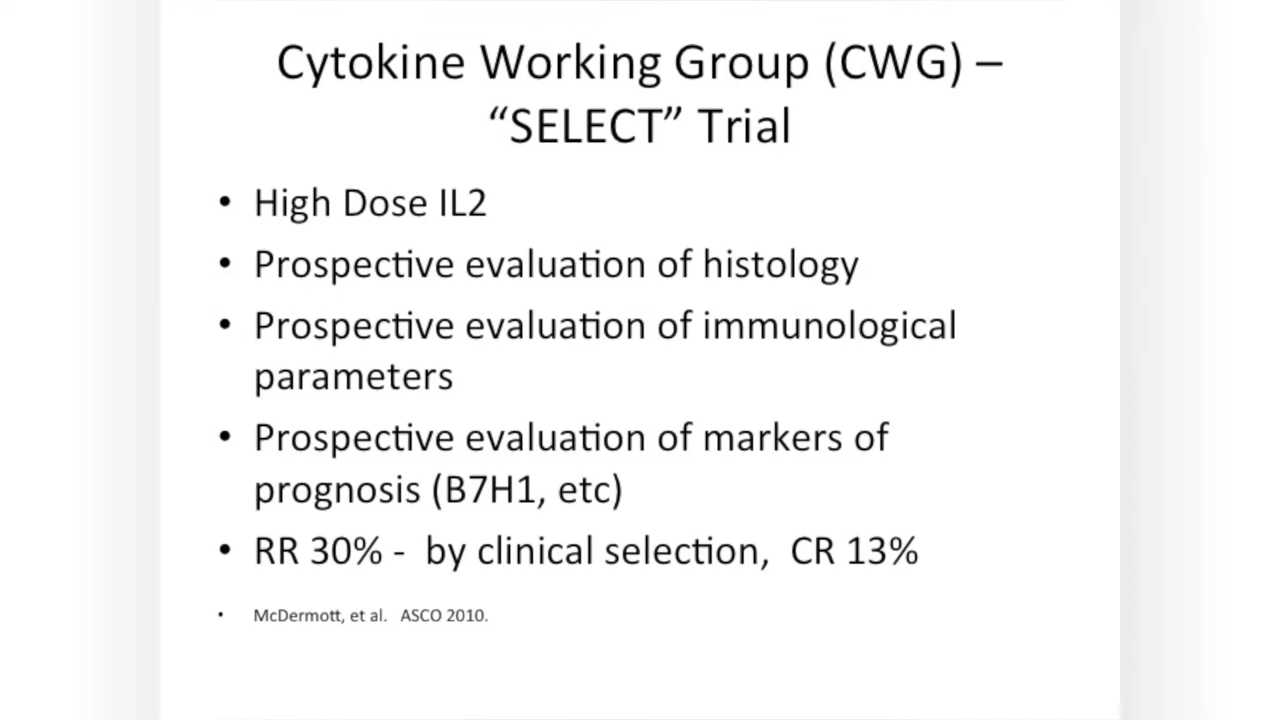 Cytokine Working Group (CWG) –
“SELECT” Trial
• High Dose IL2
• Prospective evaluation of histology
• Prospective evaluation of immunological
parameters
• Prospective evaluation of markers of
prognosis (B7H1, etc)
• RR 30% - by clinical selection, CR 13%
• McDermott, et al. ASCO 2010.